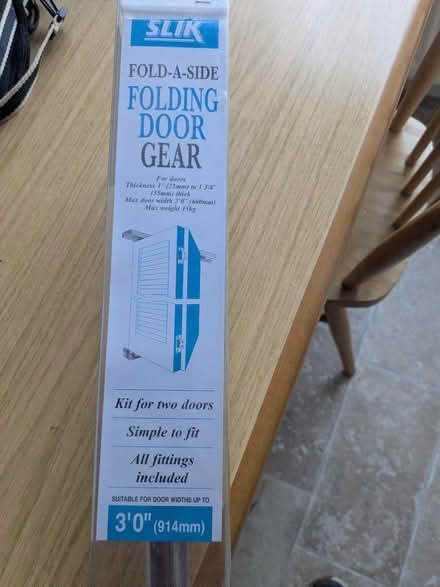 SLIK
FOLD-A-SIDE
FOLDING
DOOR
GEAR
For doors
Thickness 1" (25mm) to 1 3/8"
(35mm) thick
Max door width 2'0" (600mm)
Max weight 14kg
Kit for two doors
Simple to fit
All fittings
included
SUITABLE FOR DOOR WIDTHS UP TO
3'0" (914mm)